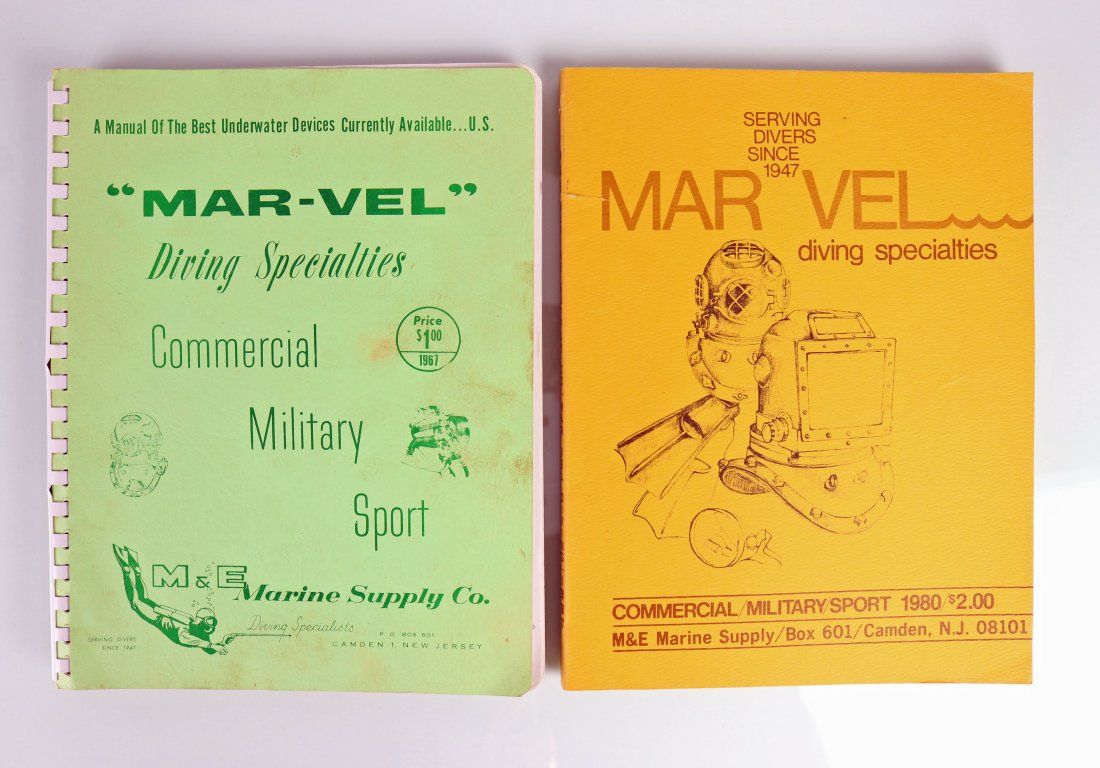 A Manual Of The Best Underwater Devices Currently Available...U.S.
"MAR-VEL"
Diving Specialties
Commercial
Price
$1.00
1967
Military
Sport
M & E Marine Supply Co.
Diving Specialists
SERVING DIVERS
SINCE 1947
P.O. BOX 601
CAMDEN 1, NEW JERSEY
SERVING
DIVERS
SINCE
1947
MAR VEL
diving specialties
COMMERCIAL/MILITARY/SPORT 1980/$2.00
M&E Marine Supply/Box 601/Camden, N.J. 08101